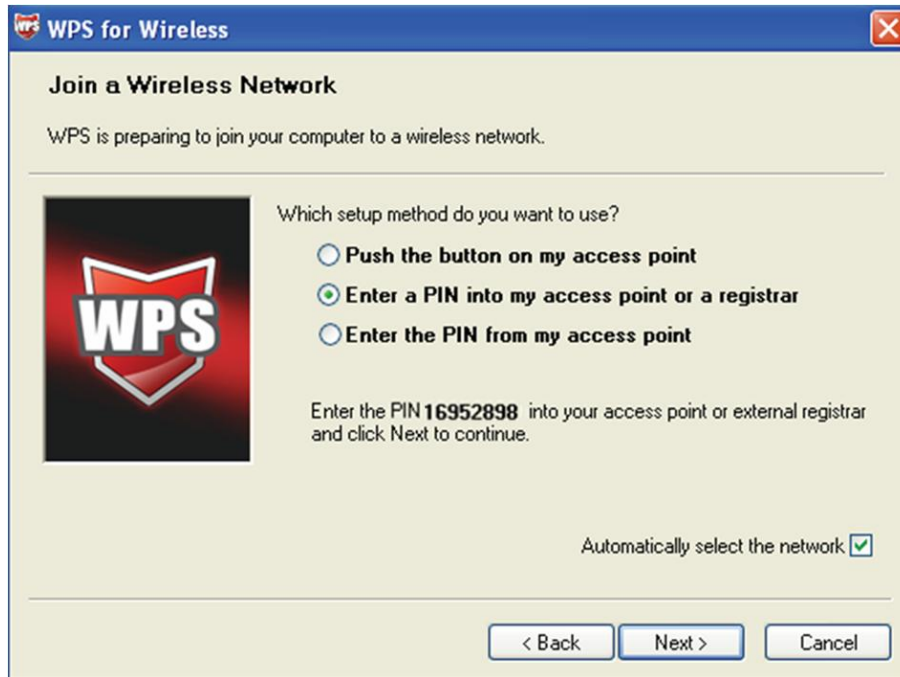 WPS WPS for Wireless
Join a Wireless Network
WPS is preparing to join your computer to a wireless network.
WPS
Which setup method do you want to use?
Push the button on my access point
Enter a PIN into my access point or a registrar
Enter the PIN from my access point
Enter the PIN 16952898 into your access point or external registrar
and click Next to continue.
Automatically select the network
< Back Next > Cancel